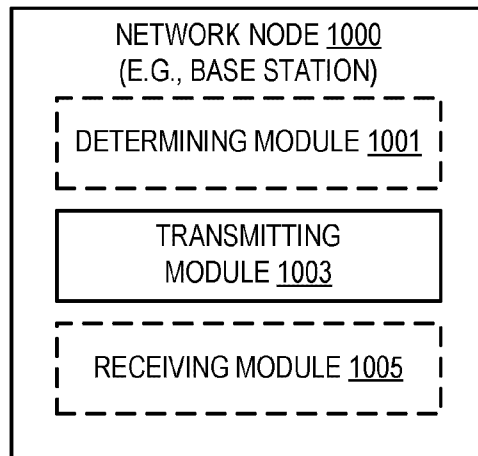 NETWORK NODE 1000
(E.G., BASE STATION)
DETERMINING MODULE 1001
TRANSMITTING
MODULE 1003
RECEIVING MODULE 1005